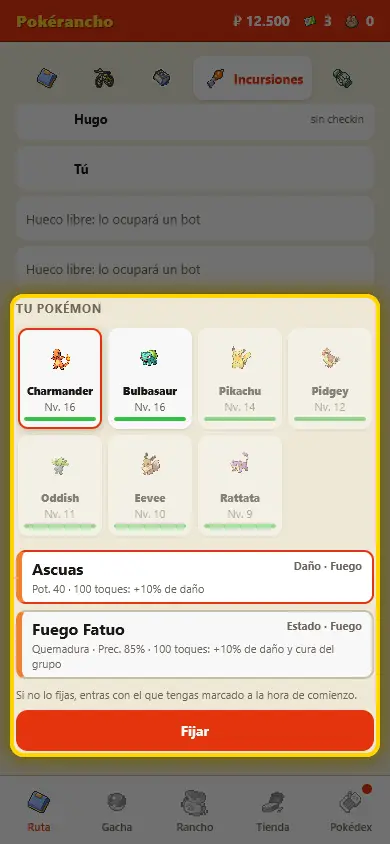 Pokérancho
₽ 12.500 3 0
Incursiones
Hugo
sin checkin
Tú
Hueco libre: lo ocupará un bot
Hueco libre: lo ocupará un bot
TU POKÉMON
Charmander
Nv. 16
Bulbasaur
Nv. 16
Pikachu
Nv. 14
Pidgey
Nv. 12
Oddish
Nv. 11
Eevee
Nv. 10
Rattata
Nv. 9
Ascuas
Daño · Fuego
Pot. 40 · 100 toques: +10% de daño
Fuego Fatuo
Estado · Fuego
Quemadura · Prec. 85% · 100 toques: +10% de daño y cura del
grupo
Si no lo fijas, entras con el que tengas marcado a la hora de comienzo.
Fijar
Ruta
Gacha
Rancho
Tienda
Pokédex